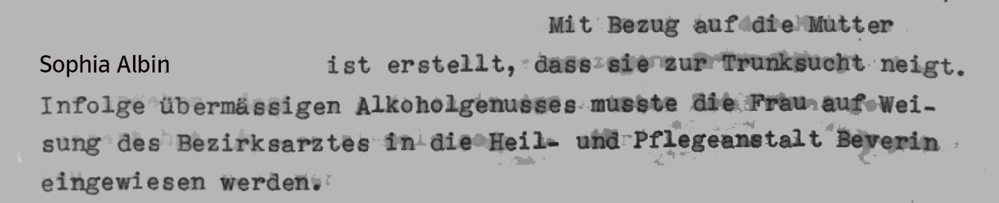 Mit Bezug auf die Mutter
Sophia Albin ist erstellt, dass sie zur Trunksucht neigt.
Infolge übermässigen Alkoholgenusses musste die Frau auf Wei-
sung des Bezirksarztes in die Heil- und Pflegeanstalt Beverin
eingewiesen werden.